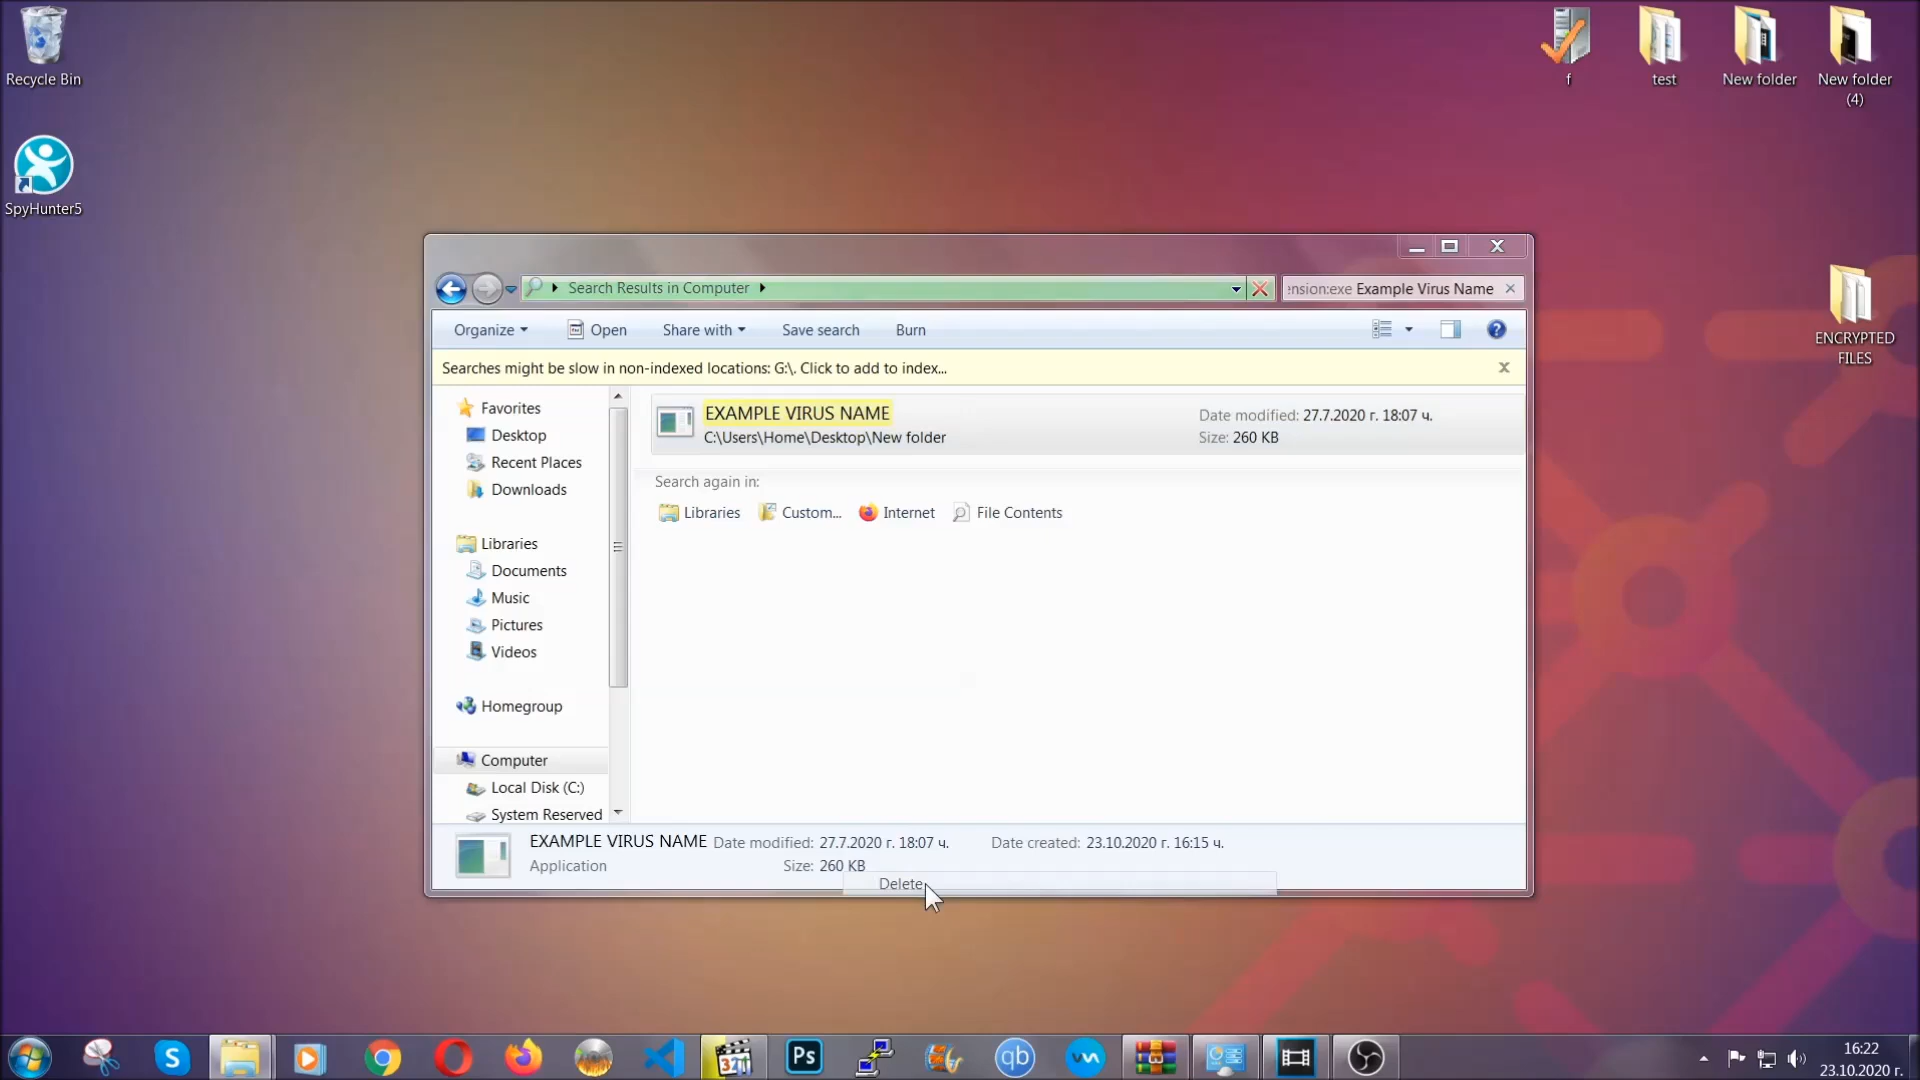 Recycle Bin
SpyHunter5
f
test
New folder
New folder
(4)
ENCRYPTED
FILES
Search Results in Computer
ension:exe Example Virus Name
Organize
Open
Share with
Save search
Burn
Searches might be slow in non-indexed locations: G:\. Click to add to index...
Favorites
Desktop
Recent Places
Downloads
Libraries
Documents
Music
Pictures
Videos
Homegroup
Computer
Local Disk (C:)
System Reserved
EXAMPLE VIRUS NAME
C:\Users\Home\Desktop\New folder
Date modified: 27.7.2020 г. 18:07 ч.
Size: 260 KB
Search again in:
Libraries
Custom...
Internet
File Contents
EXAMPLE VIRUS NAME Date modified: 27.7.2020 г. 18:07 ч. Date created: 23.10.2020 г. 16:15 ч.
Application Size: 260 KB
Delete
S
321
Ps
qb
16:22
23.10.2020 г.